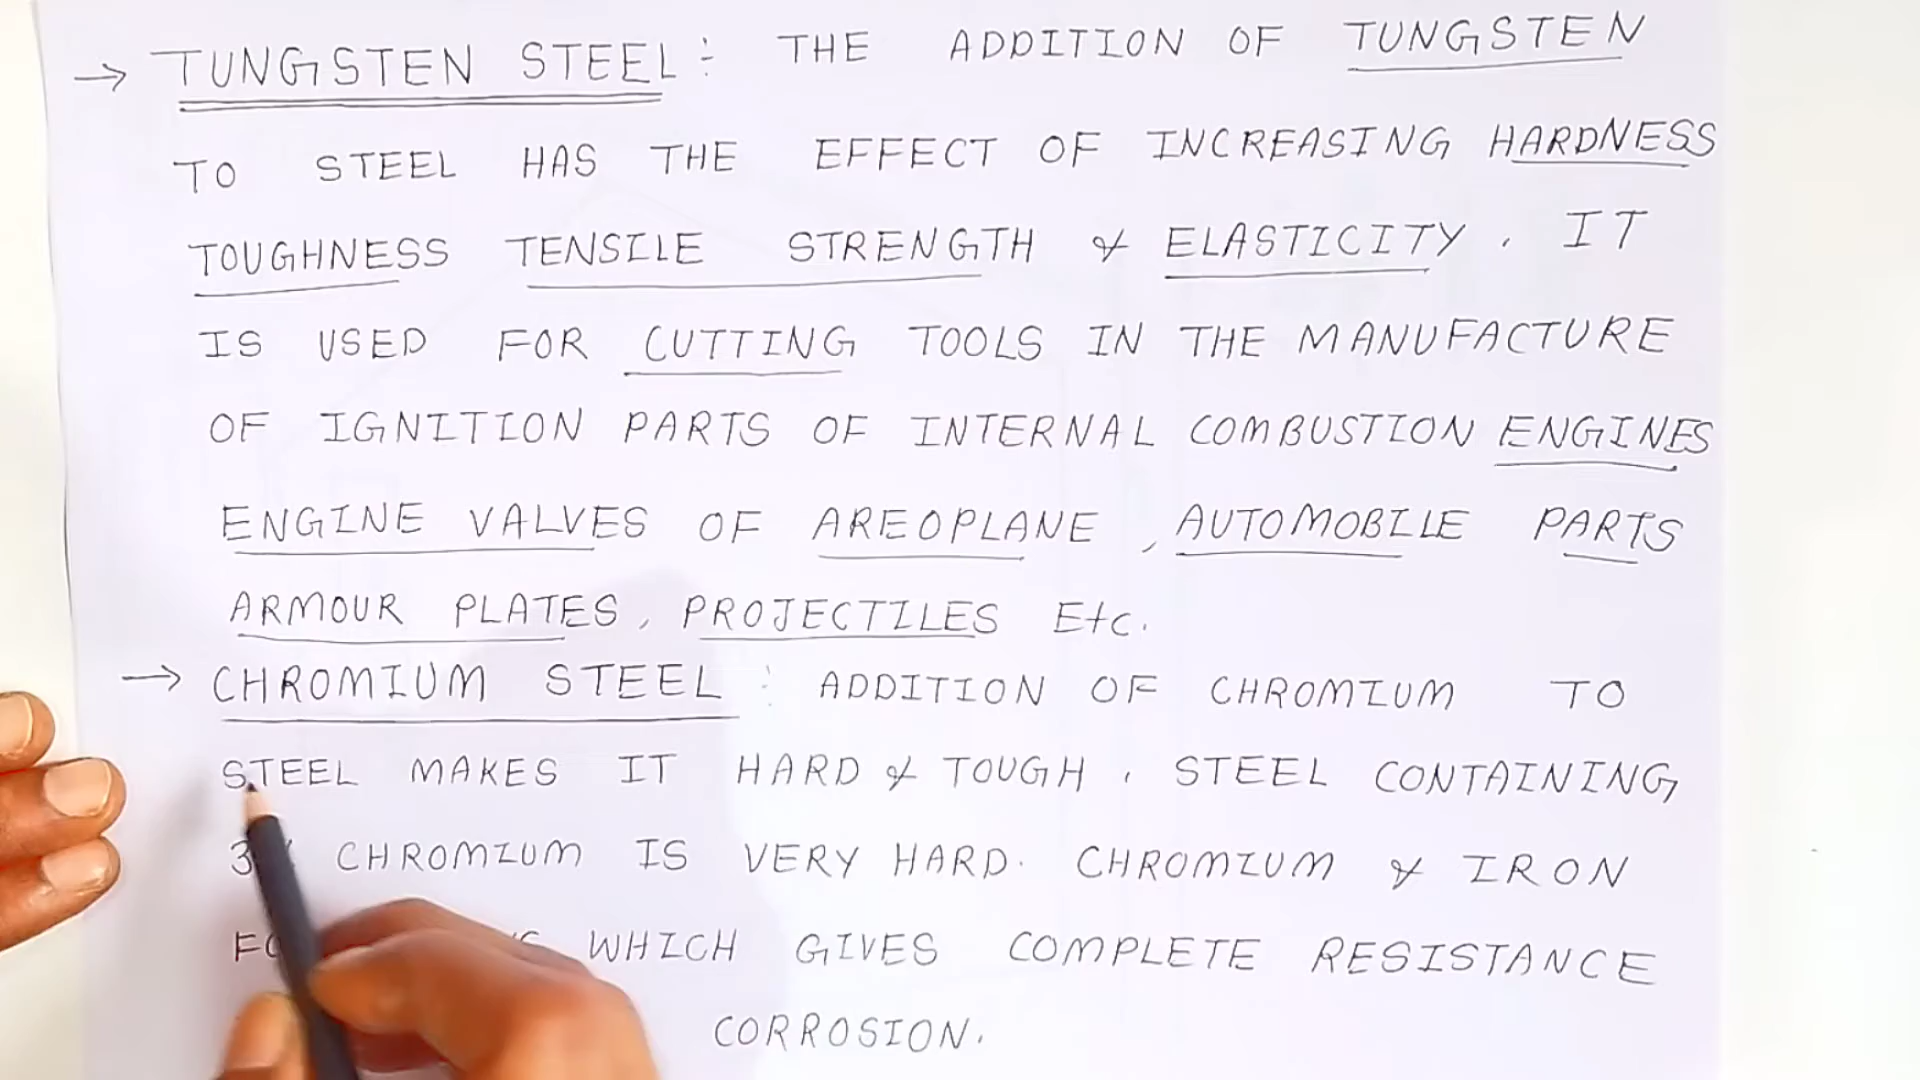 → TUNGSTEN STEEL : THE ADDITION OF TUNGSTEN
TO STEEL HAS THE EFFECT OF INCREASING HARDNESS
TOUGHNESS TENSILE STRENGTH & ELASTICITY . IT
IS USED FOR CUTTING TOOLS IN THE MANUFACTURE
OF IGNITION PARTS OF INTERNAL COMBUSTION ENGINES
ENGINE VALVES OF AREOPLANE , AUTOMOBILE PARTS
ARMOUR PLATES , PROJECTILES Etc.
→ CHROMIUM STEEL : ADDITION OF CHROMIUM TO
STEEL MAKES IT HARD & TOUGH . STEEL CONTAINING
CHROMIUM IS VERY HARD. CHROMIUM & IRON
WHICH GIVES COMPLETE RESISTANCE
CORROSION.